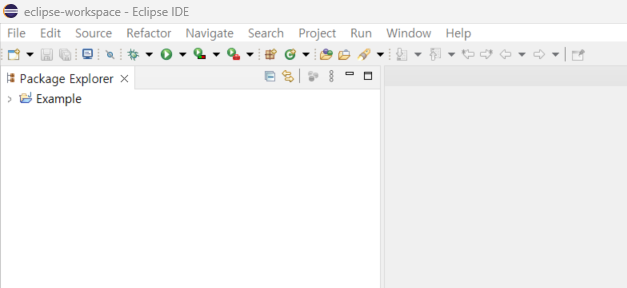 eclipse-workspace - Eclipse IDE
File Edit Source Refactor Navigate Search Project Run Window Help
Package Explorer
Example